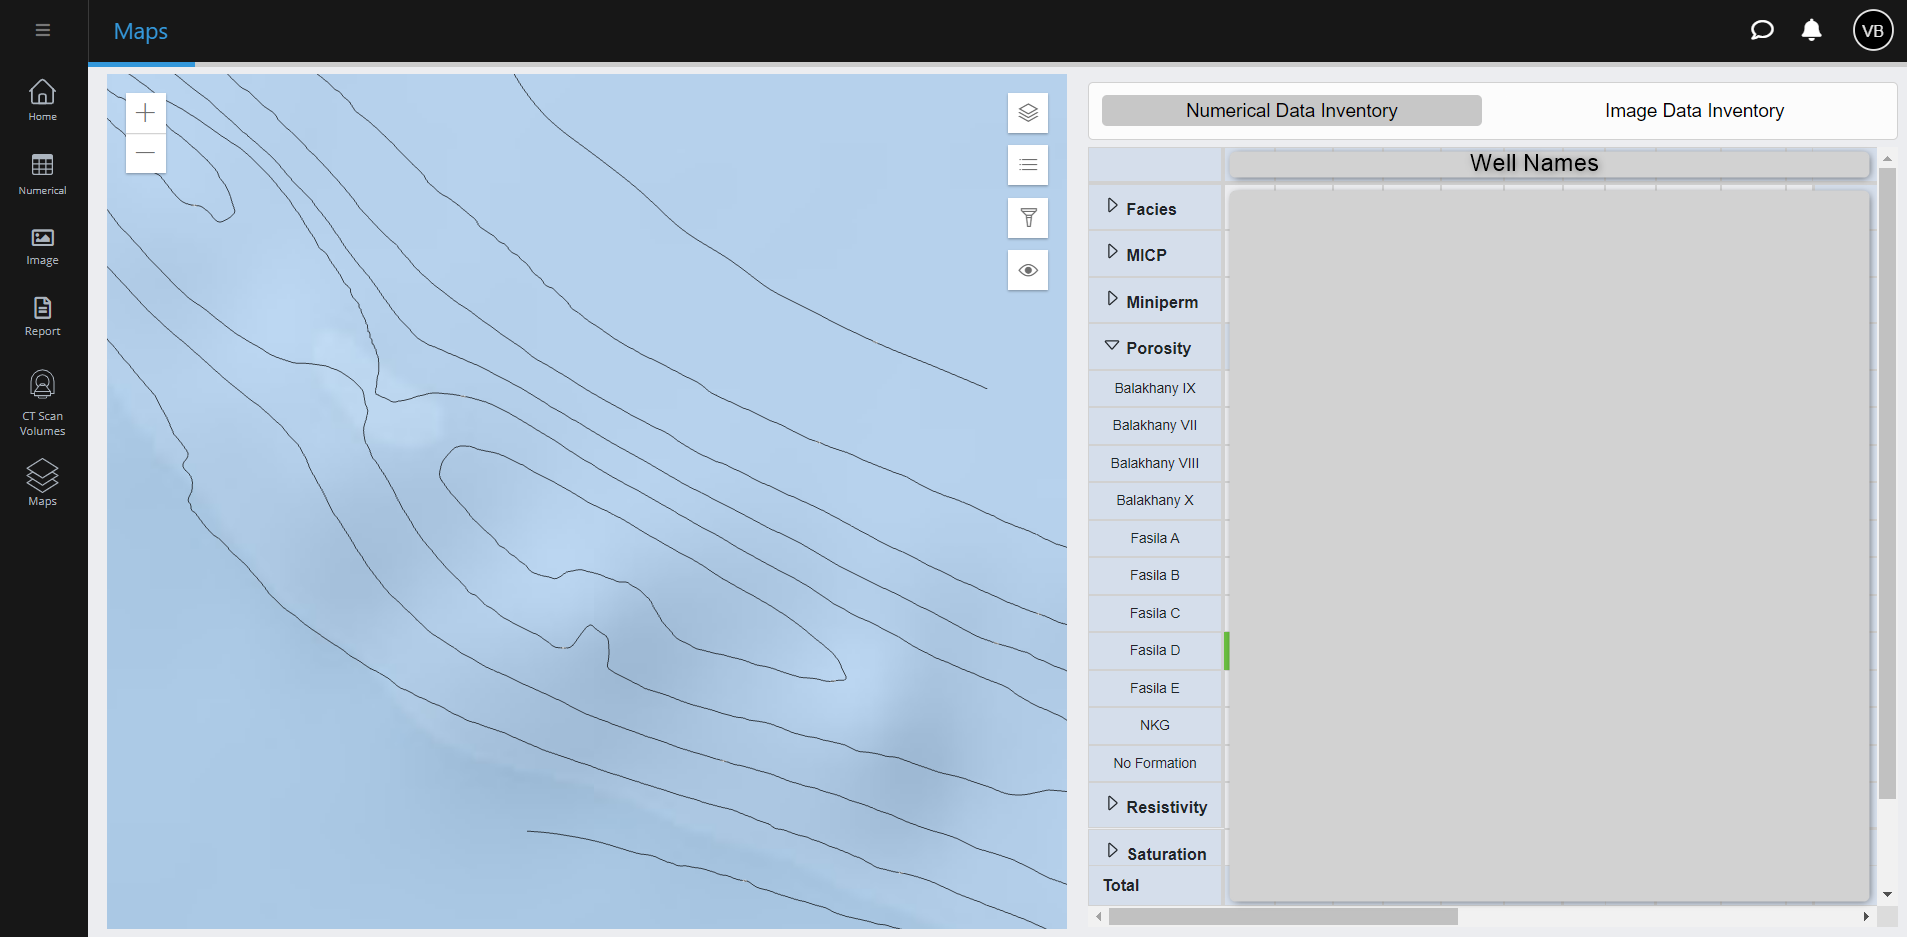 Maps
VB
Home
Numerical
Image
Report
CT Scan
Volumes
Maps
Numerical Data Inventory
Image Data Inventory
Well Names
Facies
MICP
Miniperm
Porosity
Balakhany IX
Balakhany VII
Balakhany VIII
Balakhany X
Fasila A
Fasila B
Fasila C
Fasila D
Fasila E
NKG
No Formation
Resistivity
Saturation
Total